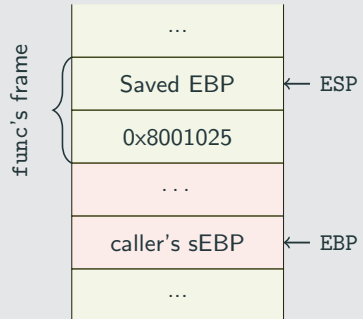 ...
Saved EBP
ESP
0x8001025
func's frame
...
caller's sEBP
EBP
...